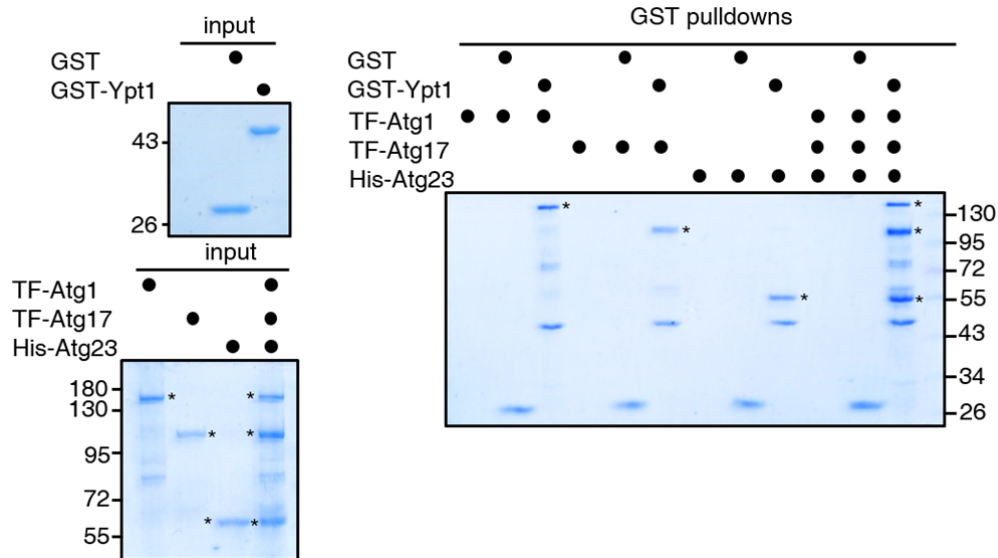 input
GST
GST-Ypt1
43
26
input
TF-Atg1
TF-Atg17
His-Atg23
180
130
95
72
55
* * * * * *
GST pulldowns
GST
GST-Ypt1
TF-Atg1
TF-Atg17
His-Atg23
130
95
72
55
43
34
26
* * * * * *